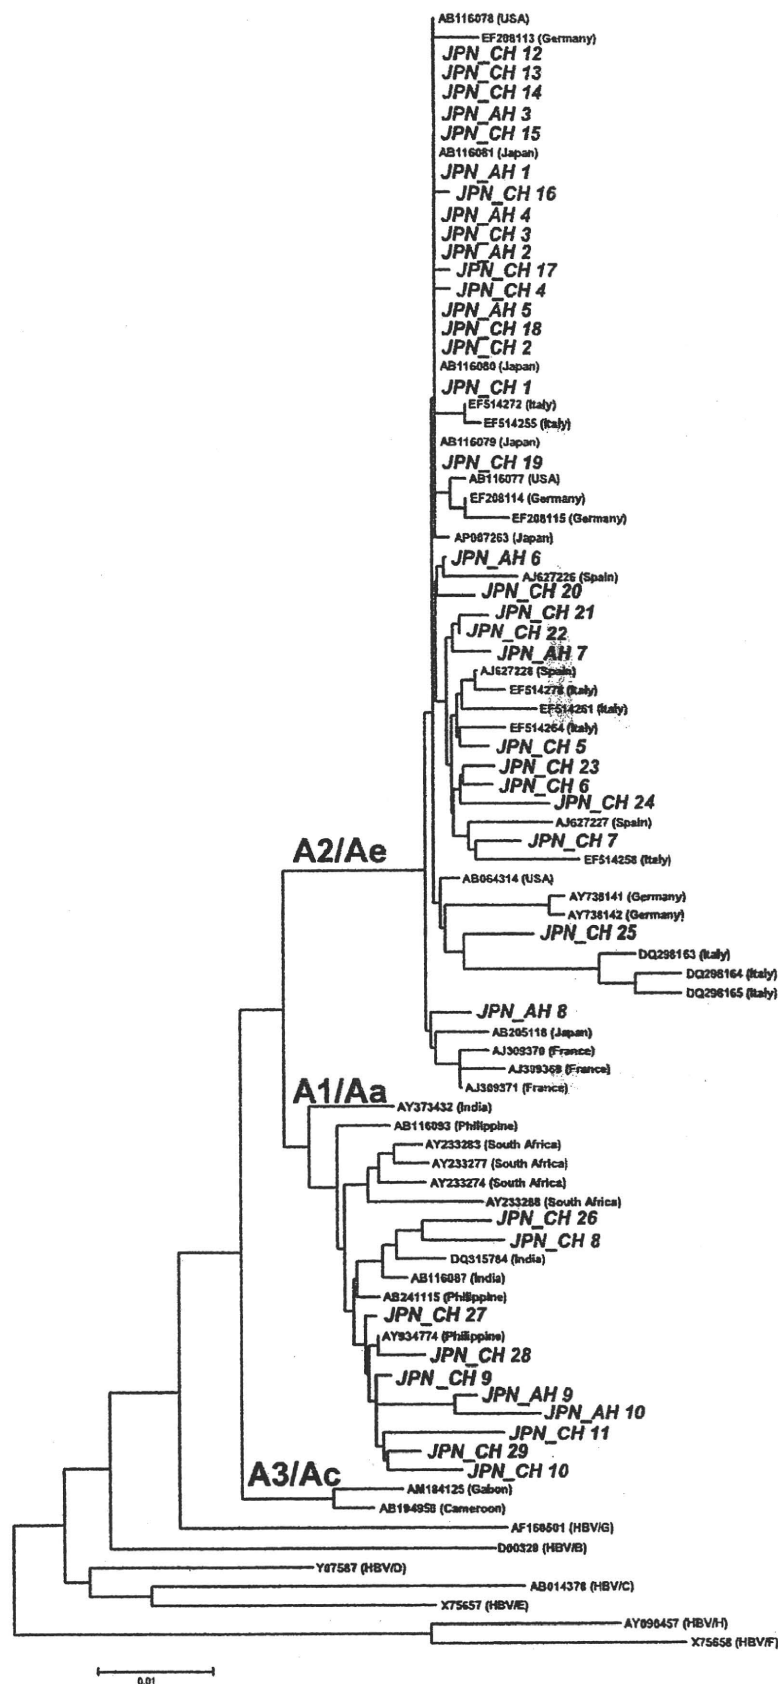 AB116078 (USA)
EF208113 (Germany)
JPN_CH 12
JPN_CH 13
JPN_CH 14
JPN_AH 3
JPN_CH 15
AB116081 (Japan)
JPN_AH 1
JPN_CH 16
JPN_AH 4
JPN_CH 3
JPN_AH 2
JPN_CH 17
JPN_CH 4
JPN_AH 5
JPN_CH 18
JPN_CH 2
AB116080 (Japan)
JPN_CH 1
EF514272 (Italy)
EF514255 (Italy)
AB116079 (Japan)
JPN_CH 19
AB116077 (USA)
EF208114 (Germany)
EF208115 (Germany)
AP007263 (Japan)
JPN_AH 6
AJ627226 (Spain)
JPN_CH 20
JPN_CH 21
JPN_CH 22
JPN_AH 7
AJ627228 (Spain)
EF514278 (Italy)
EF514261 (Italy)
EF514264 (Italy)
JPN_CH 5
JPN_CH 23
JPN_CH 6
JPN_CH 24
AJ627227 (Spain)
JPN_CH 7
A2/Ae
EF514258 (Italy)
AB064314 (USA)
AY738141 (Germany)
AY738142 (Germany)
JPN_CH 25
DQ298163 (Italy)
DQ298164 (Italy)
DQ298165 (Italy)
JPN_AH 8
AB205118 (Japan)
AJ309370 (France)
AJ309369 (France)
AJ309371 (France)
A1/Aa
AY373432 (India)
AB116093 (Philippine)
AY233283 (South Africa)
AY233277 (South Africa)
AY233274 (South Africa)
AY233288 (South Africa)
JPN_CH 26
JPN_CH 8
DQ315784 (India)
AB116087 (India)
AB241115 (Philippine)
JPN_CH 27
AY934774 (Philippine)
JPN_CH 28
JPN_CH 9
JPN_AH 9
JPN_AH 10
JPN_CH 11
JPN_CH 29
JPN_CH 10
A3/Ac
AM184125 (Gabon)
AB194950 (Cameroon)
AF160501 (HBV/G)
D00329 (HBV/B)
Y07587 (HBV/D)
AB014378 (HBV/C)
X75657 (HBV/E)
AY090457 (HBV/H)
X75658 (HBV/F)
0.01